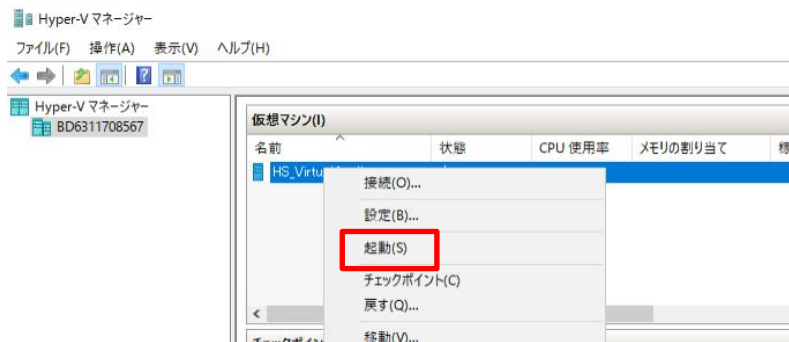 Hyper-V マネージャー
ファイル(F) 操作(A) 表示(V) ヘルプ(H)
Hyper-V マネージャー
BD6311708567
仮想マシン(I)
名前 状態 CPU 使用率 メモリの割り当て
接続(O)...
設定(B)...
起動(S)
チェックポイント(C)
戻す(Q)...
移動(V)...